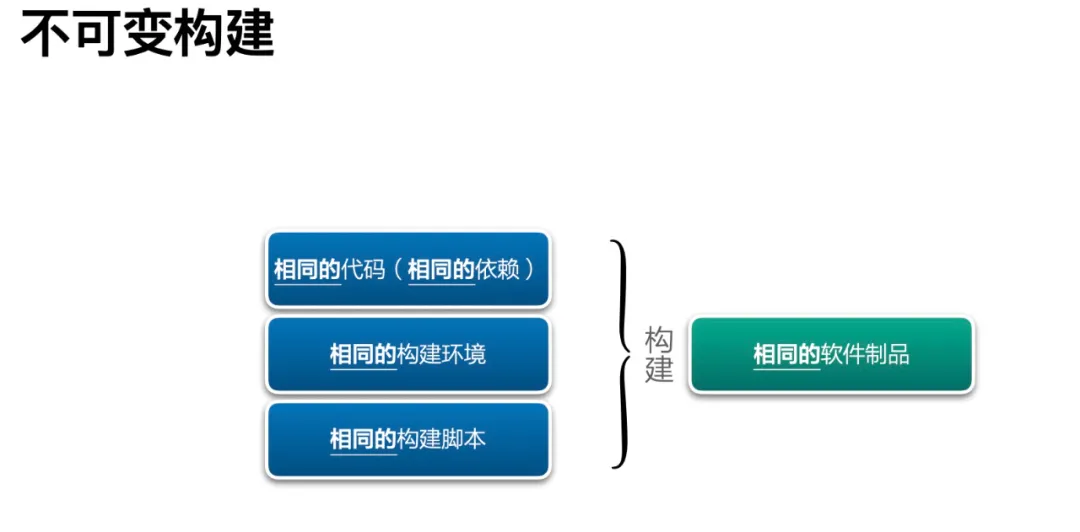 不可变构建
相同的代码（相同的依赖）
相同的构建环境
相同的构建脚本
构建
相同的软件制品